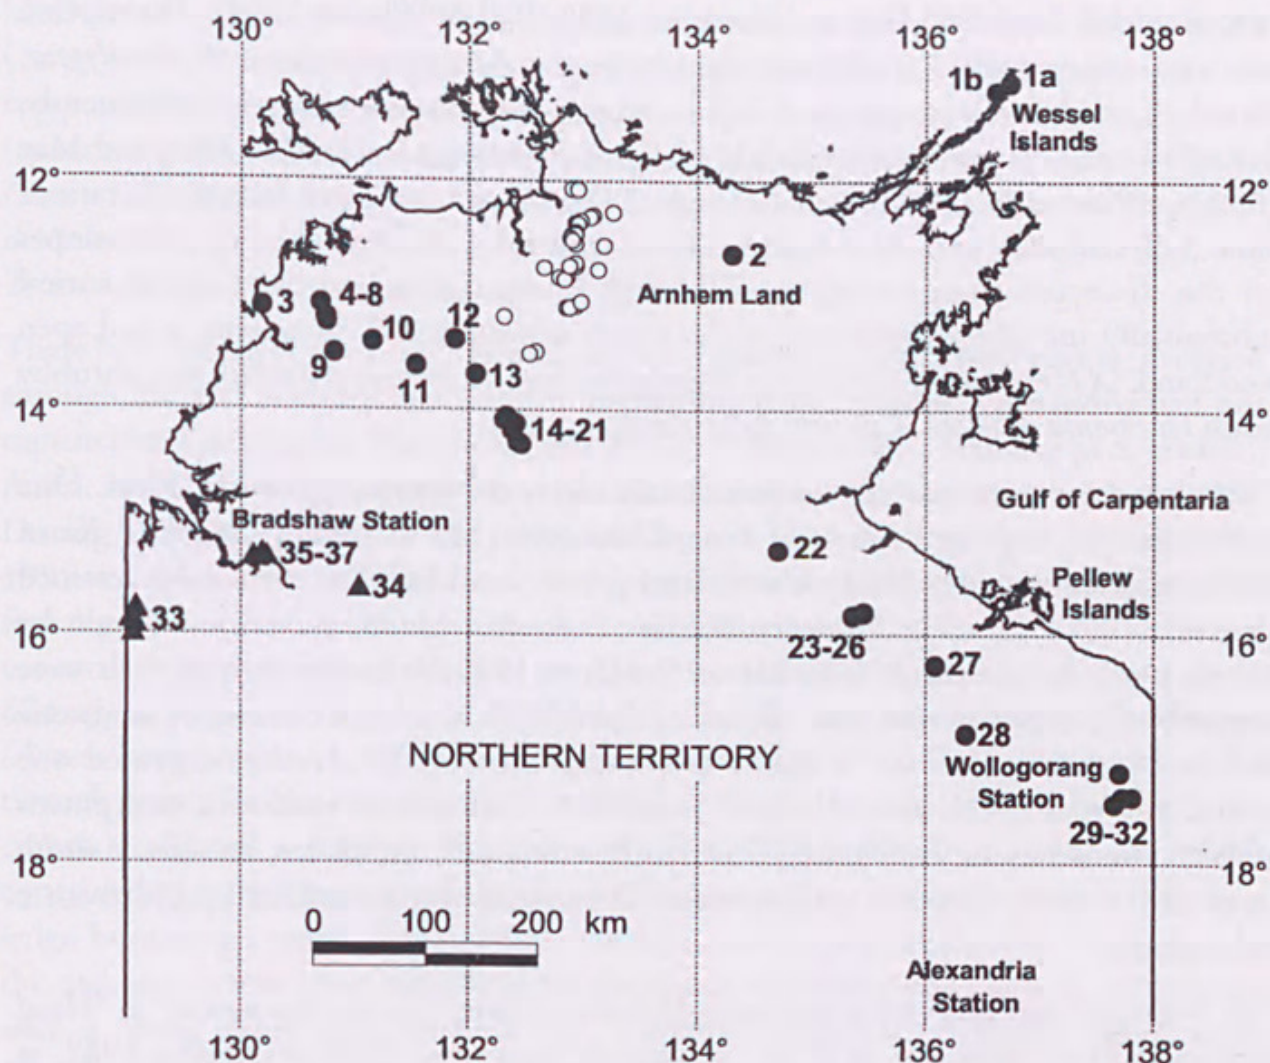 130° 132° 134° 136° 138°
1b 1a
Wessel
Islands
12° 12°
2
Arnhem Land
3 4-8
10 12
9
11 13
14° 14°
14-21
Gulf of Carpentaria
Bradshaw Station
35-37
22
34
Pellew
Islands
33
16° 16°
23-26
27
28
NORTHERN TERRITORY
Wollogorang
Station
29-32
18° 18°
0 100 200 km
Alexandria
Station
130° 132° 134° 136° 138°